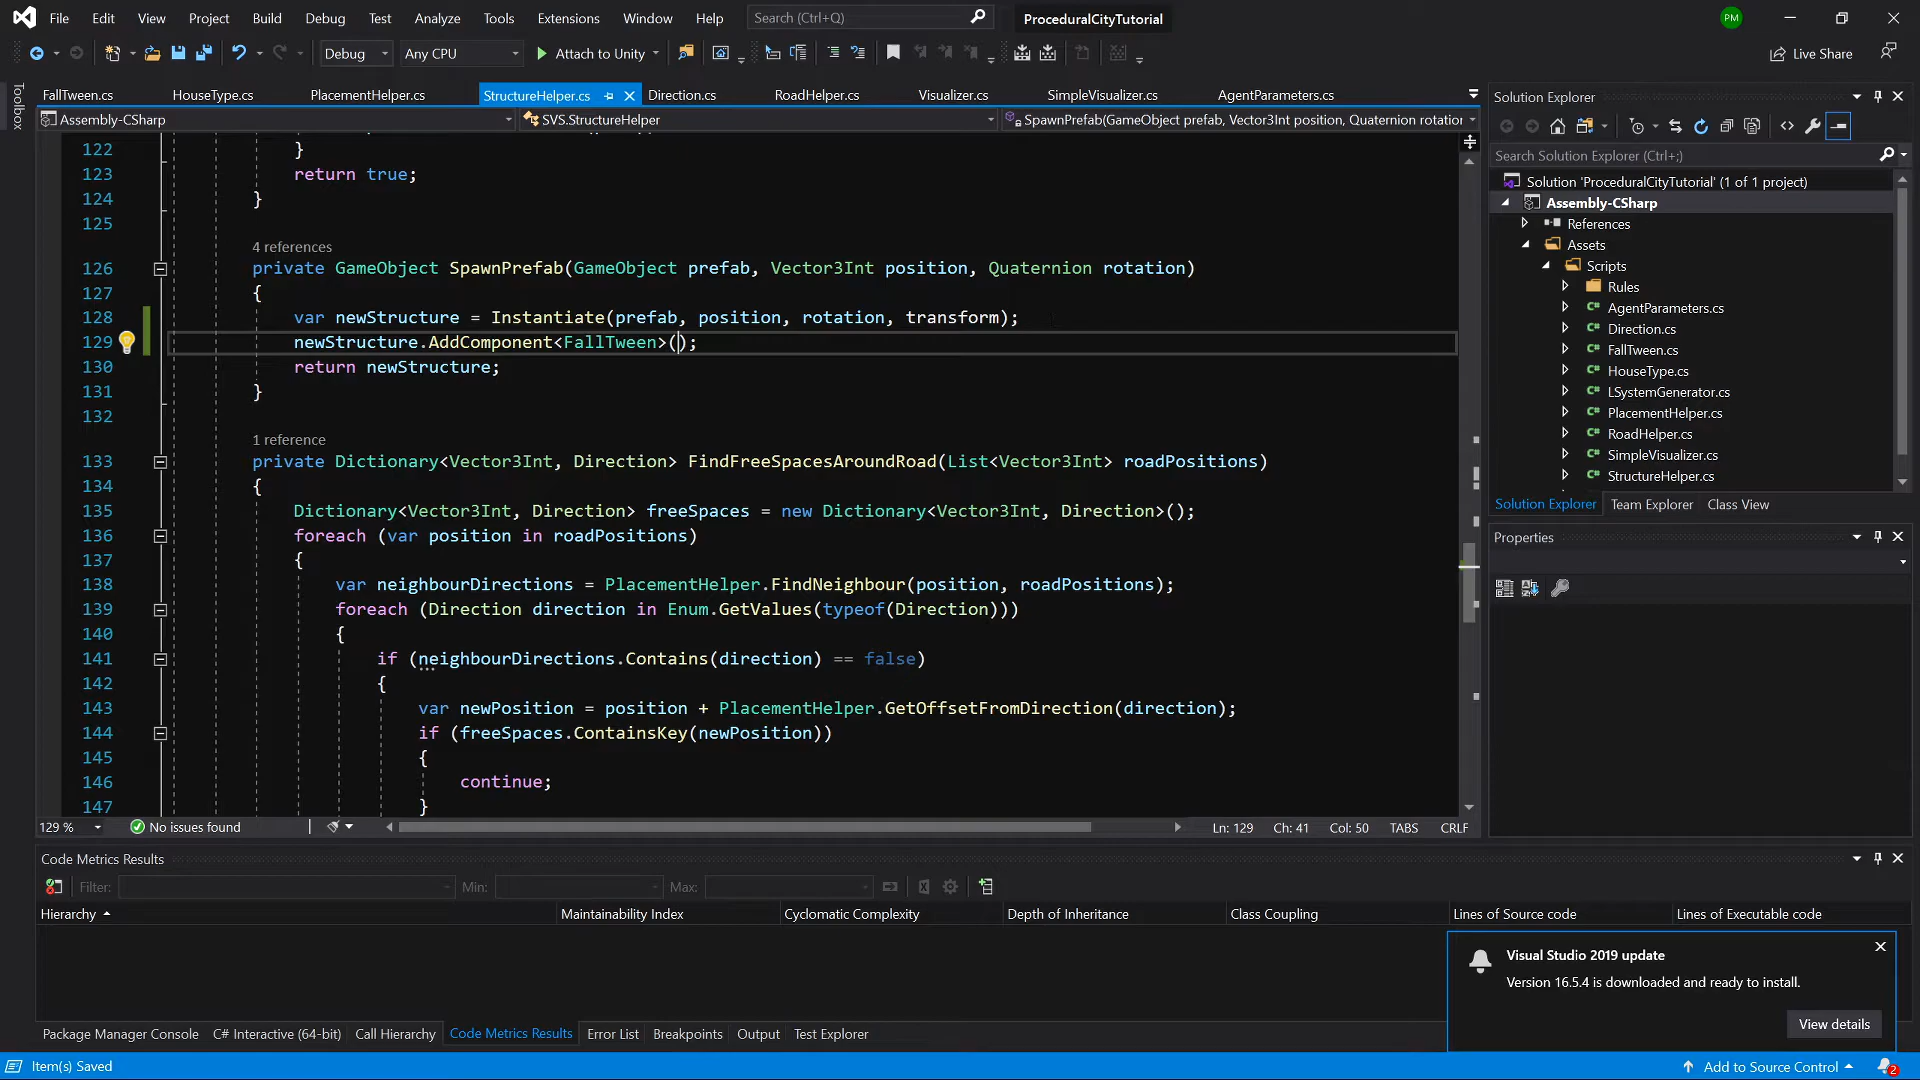 File Edit View Project Build Debug Test Analyze Tools Extensions Window Help Search (Ctrl+Q) ProceduralCityTutorial PM
Debug Any CPU Attach to Unity Live Share
Toolbox
FallTween.cs HouseType.cs PlacementHelper.cs StructureHelper.cs Direction.cs RoadHelper.cs Visualizer.cs SimpleVisualizer.cs AgentParameters.cs
Assembly-CSharp SVS.StructureHelper SpawnPrefab(GameObject prefab, Vector3Int position, Quaternion rotation
122 }
123 return true;
124 }
125
4 references
126 private GameObject SpawnPrefab(GameObject prefab, Vector3Int position, Quaternion rotation)
127 {
128 var newStructure = Instantiate(prefab, position, rotation, transform);
129 newStructure.AddComponent<FallTween>();
130 return newStructure;
131 }
132
1 reference
133 private Dictionary<Vector3Int, Direction> FindFreeSpacesAroundRoad(List<Vector3Int> roadPositions)
134 {
135 Dictionary<Vector3Int, Direction> freeSpaces = new Dictionary<Vector3Int, Direction>();
136 foreach (var position in roadPositions)
137 {
138 var neighbourDirections = PlacementHelper.FindNeighbour(position, roadPositions);
139 foreach (Direction direction in Enum.GetValues(typeof(Direction)))
140 {
141 if (neighbourDirections.Contains(direction) == false)
142 {
143 var newPosition = position + PlacementHelper.GetOffsetFromDirection(direction);
144 if (freeSpaces.ContainsKey(newPosition))
145 {
146 continue;
147 }
129 % No issues found Ln: 129 Ch: 41 Col: 50 TABS CRLF
Solution Explorer
Search Solution Explorer (Ctrl+;)
Solution 'ProceduralCityTutorial' (1 of 1 project)
Assembly-CSharp
References
Assets
Scripts
Rules
C# AgentParameters.cs
C# Direction.cs
C# FallTween.cs
C# HouseType.cs
C# LSystemGenerator.cs
C# PlacementHelper.cs
C# RoadHelper.cs
C# SimpleVisualizer.cs
C# StructureHelper.cs
Solution Explorer Team Explorer Class View
Properties
Code Metrics Results
Filter: Min: Max:
Hierarchy Maintainability Index Cyclomatic Complexity Depth of Inheritance Class Coupling Lines of Source code Lines of Executable code
Visual Studio 2019 update
Version 16.5.4 is downloaded and ready to install.
View details
Package Manager Console C# Interactive (64-bit) Call Hierarchy Code Metrics Results Error List Breakpoints Output Test Explorer
Item(s) Saved Add to Source Control 2